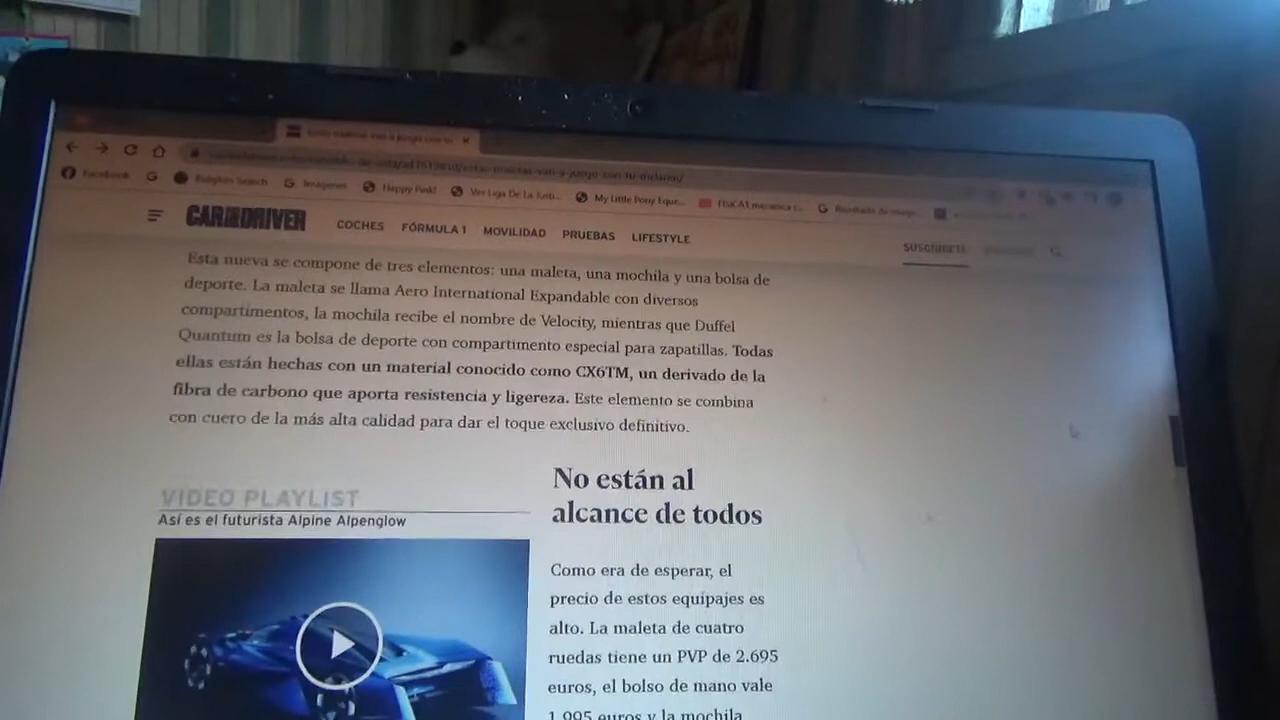 Facebook
Babylon Search
Imágenes
Happy Pink!
Ver Liga De La Justi...
My Little Pony Eque...
CAR AND DRIVER
COCHES FÓRMULA 1 MOVILIDAD PRUEBAS LIFESTYLE
SUSCRÍBETE
Esta nueva se compone de tres elementos: una maleta, una mochila y una bolsa de
deporte. La maleta se llama Aero International Expandable con diversos
compartimentos, la mochila recibe el nombre de Velocity, mientras que Duffel
Quantum es la bolsa de deporte con compartimento especial para zapatillas. Todas
ellas están hechas con un material conocido como CX6TM, un derivado de la
fibra de carbono que aporta resistencia y ligereza. Este elemento se combina
con cuero de la más alta calidad para dar el toque exclusivo definitivo.
VIDEO PLAYLIST
Así es el futurista Alpine Alpenglow
No están al
alcance de todos
Como era de esperar, el
precio de estos equipajes es
alto. La maleta de cuatro
ruedas tiene un PVP de 2.695
euros, el bolso de mano vale
1.995 euros y la mochila